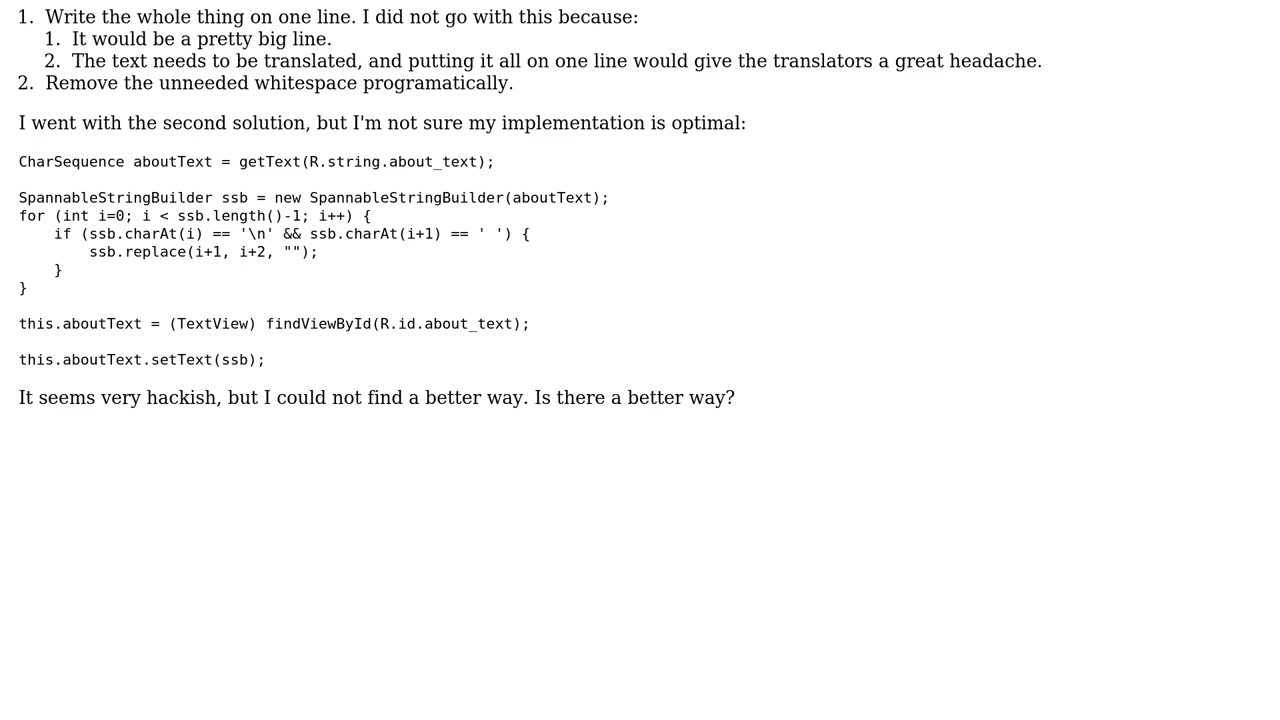 1. Write the whole thing on one line. I did not go with this because:
1. It would be a pretty big line.
2. The text needs to be translated, and putting it all on one line would give the translators a great headache.
2. Remove the unneeded whitespace programatically.
I went with the second solution, but I'm not sure my implementation is optimal:
CharSequence aboutText = getText(R.string.about_text);
SpannableStringBuilder ssb = new SpannableStringBuilder(aboutText);
for (int i=0; i < ssb.length()-1; i++) {
    if (ssb.charAt(i) == '\n' && ssb.charAt(i+1) == ' ') {
        ssb.replace(i+1, i+2, "");
    }
}
this.aboutText = (TextView) findViewById(R.id.about_text);
this.aboutText.setText(ssb);
It seems very hackish, but I could not find a better way. Is there a better way?